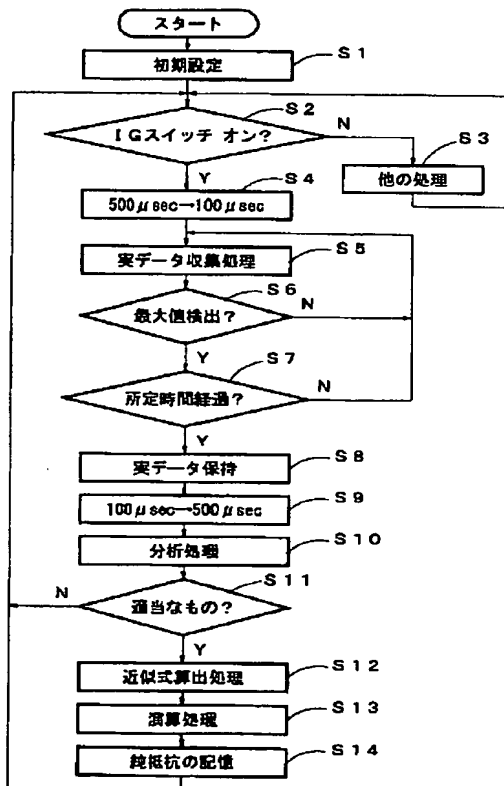 スタート
S1
初期設定
S2
IGスイッチ オン?
N
S3
他の処理
Y
S4
500μsec→100μsec
S5
実データ収集処理
S6
最大値検出?
N
Y
S7
所定時間経過?
N
Y
S8
実データ保持
S9
100μsec→500μsec
S10
分析処理
S11
適当なもの?
N
Y
S12
近似式算出処理
S13
演算処理
S14
純抵抗の記憶